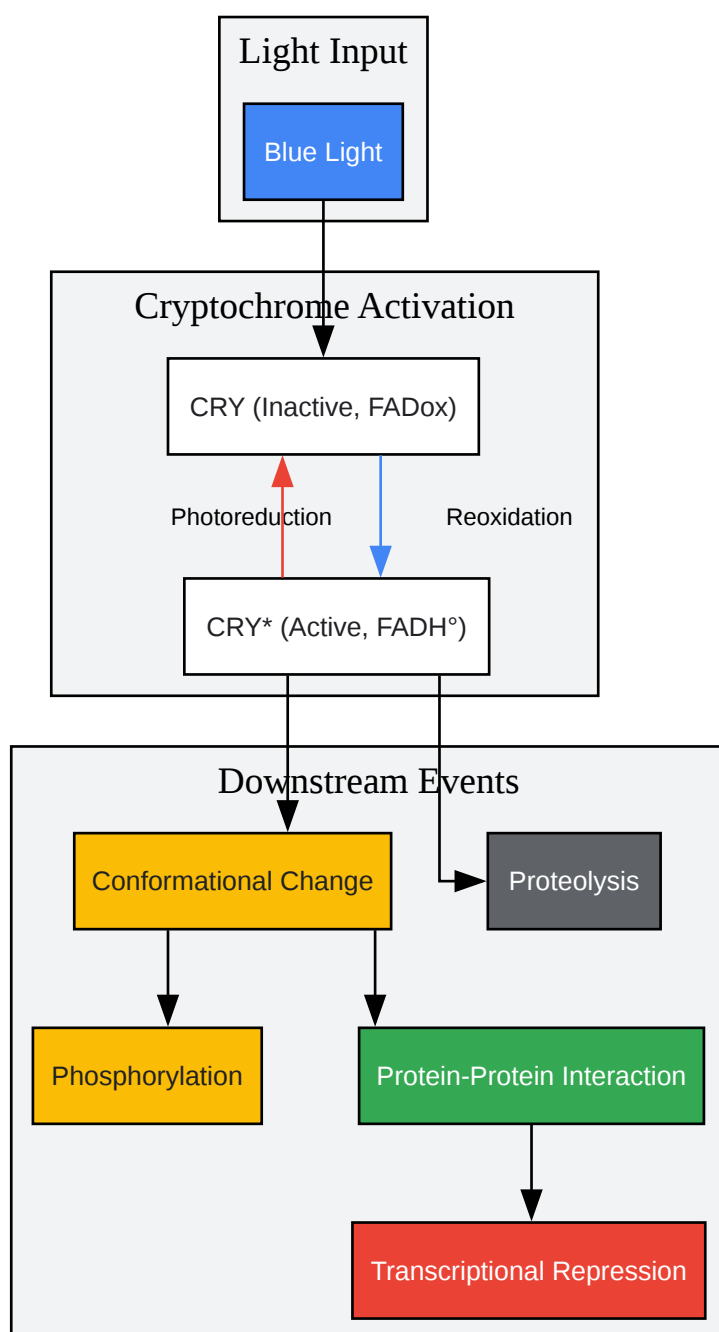 Light Input
Blue Light
Cryptochrome Activation
CRY (Inactive, FADox)
Photoreduction
Reoxidation
CRY* (Active, FADH°)
Downstream Events
Conformational Change
Proteolysis
Phosphorylation
Protein-Protein Interaction
Transcriptional Repression